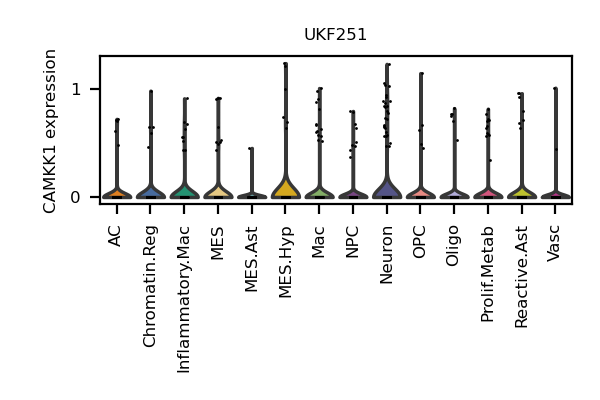 UKF251
CAMKK1 expression
1
0
AC
Chromatin.Reg
Inflammatory.Mac
MES
MES.Ast
MES.Hyp
Mac
NPC
Neuron
OPC
Oligo
Prolif.Metab
Reactive.Ast
Vasc